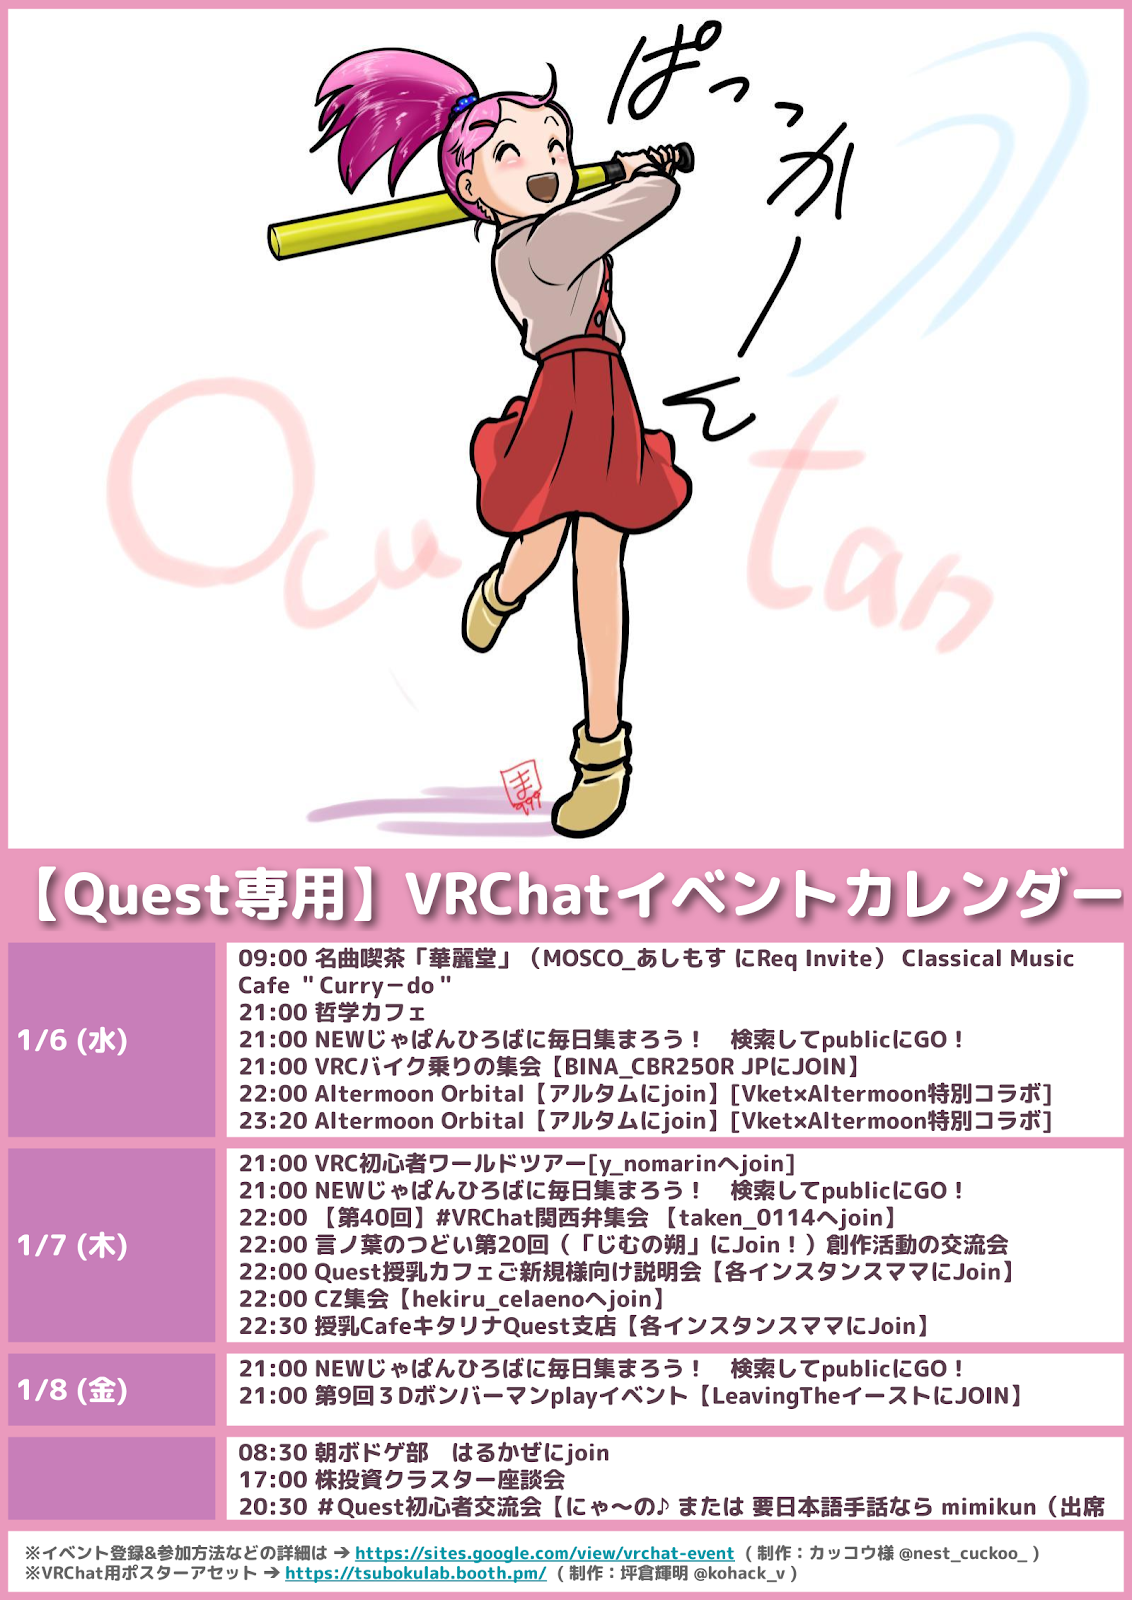 ぱっっかーん
Ocu tan
ま
999
【Quest専用】VRChatイベントカレンダー
1/6 (水)
09:00 名曲喫茶「華麗堂」（MOSCO_あしもす にReq Invite） Classical Music
Cafe ＂Curry－do＂
21:00 哲学カフェ
21:00 NEWじゃぱんひろばに毎日集まろう！　検索してpublicにGO！
21:00 VRCバイク乗りの集会【BINA_CBR250R JPにJOIN】
22:00 Altermoon Orbital【アルタムにjoin】[Vket×Altermoon特別コラボ]
23:20 Altermoon Orbital【アルタムにjoin】[Vket×Altermoon特別コラボ]
1/7 (木)
21:00 VRC初心者ワールドツアー[y_nomarinへjoin]
21:00 NEWじゃぱんひろばに毎日集まろう！　検索してpublicにGO！
22:00 【第40回】#VRChat関西弁集会 【taken_0114へjoin】
22:00 言ノ葉のつどい第20回（「じむの朔」にJoin！）創作活動の交流会
22:00 Quest授乳カフェご新規様向け説明会【各インスタンスママにJoin】
22:00 CZ集会【hekiru_celaenoへjoin】
22:30 授乳CafeキタリナQuest支店【各インスタンスママにJoin】
1/8 (金)
21:00 NEWじゃぱんひろばに毎日集まろう！　検索してpublicにGO！
21:00 第9回３Dボンバーマンplayイベント【LeavingTheイーストにJOIN】
08:30 朝ボドゲ部　はるかぜにjoin
17:00 株投資クラスター座談会
20:30 ＃Quest初心者交流会【にゃ〜の♪ または 要日本語手話なら mimikun（出席
※イベント登録&参加方法などの詳細は ➔ https://sites.google.com/view/vrchat-event （ 制作：カッコウ様 @nest_cuckoo_ ）
※VRChat用ポスターアセット ➔ https://tsubokulab.booth.pm/ （ 制作：坪倉輝明 @kohack_v ）